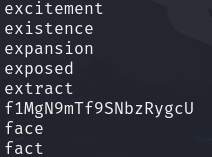 excitement
existence
expansion
exposed
extract
f1MgN9mTf9SNbzRygcU
face
fact